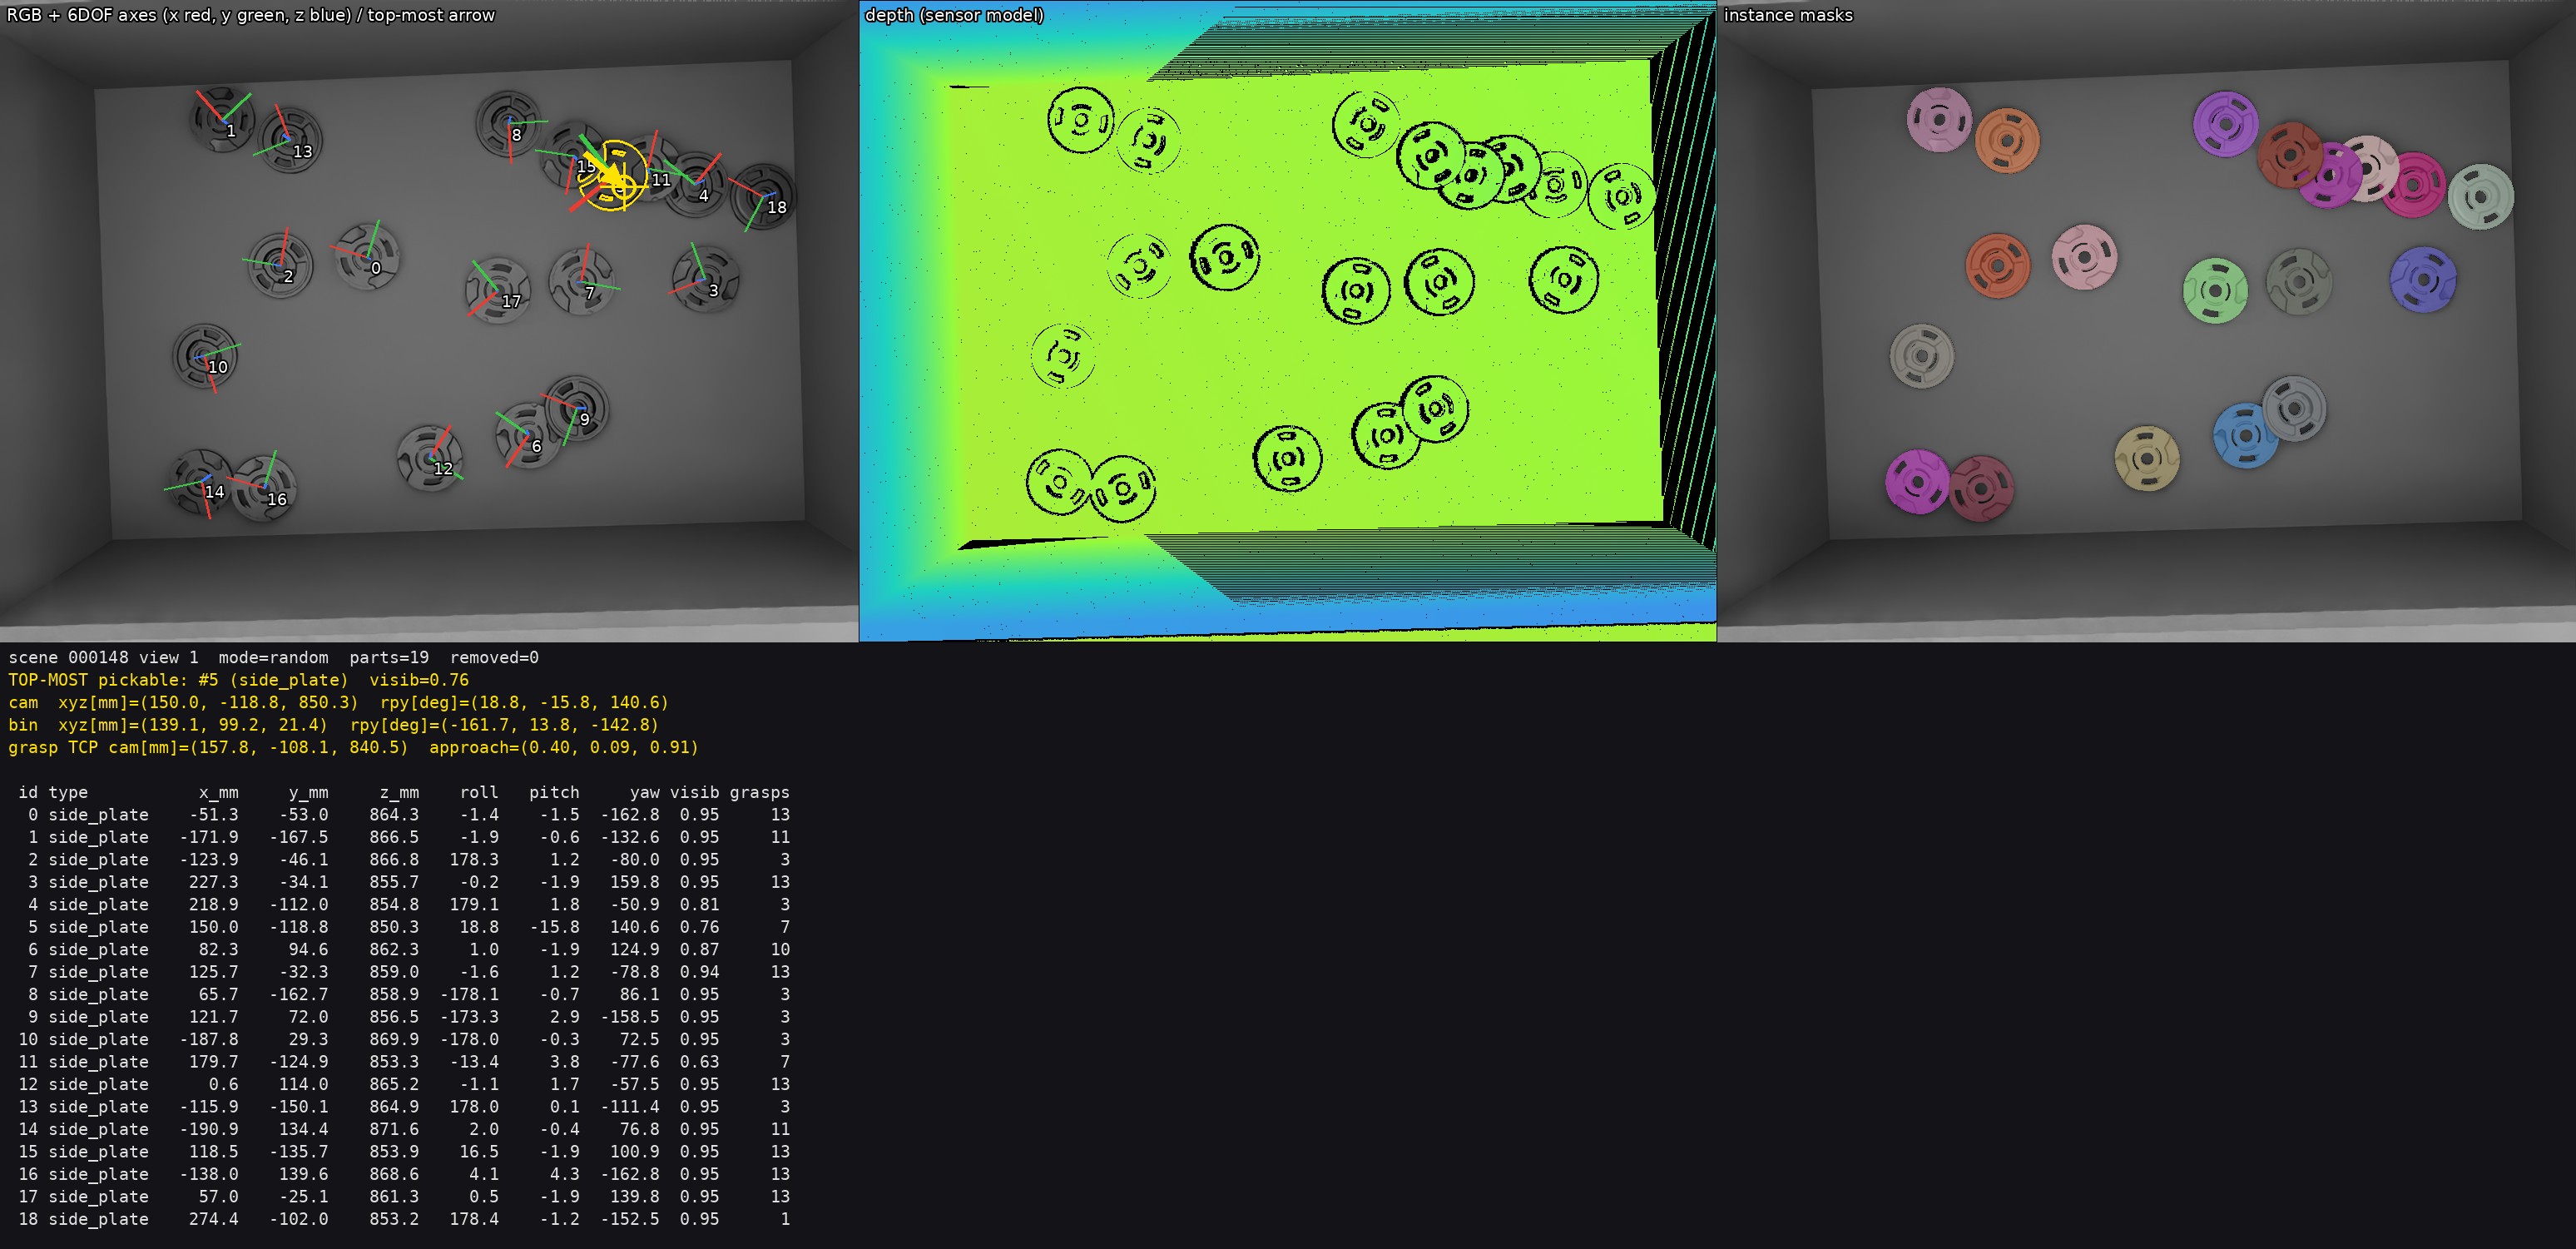 RGB + 6DOF axes (x red, y green, z blue) / top-most arrow
depth (sensor model)
instance masks
1
13
8
15
11
4
18
2
0
17
7
3
10
9
6
12
14
16
scene 000148 view 1  mode=random  parts=19  removed=0
TOP-MOST pickable: #5 (side_plate)  visib=0.76
cam  xyz[mm]=(150.0, -118.8, 850.3)  rpy[deg]=(18.8, -15.8, 140.6)
bin  xyz[mm]=(139.1, 99.2, 21.4)  rpy[deg]=(-161.7, 13.8, -142.8)
grasp TCP cam[mm]=(157.8, -108.1, 840.5)  approach=(0.40, 0.09, 0.91)
id type x_mm y_mm z_mm roll pitch yaw visib grasps
0 side_plate -51.3 -53.0 864.3 -1.4 -1.5 -162.8 0.95 13
1 side_plate -171.9 -167.5 866.5 -1.9 -0.6 -132.6 0.95 11
2 side_plate -123.9 -46.1 866.8 178.3 1.2 -80.0 0.95 3
3 side_plate 227.3 -34.1 855.7 -0.2 -1.9 159.8 0.95 13
4 side_plate 218.9 -112.0 854.8 179.1 1.8 -50.9 0.81 3
5 side_plate 150.0 -118.8 850.3 18.8 -15.8 140.6 0.76 7
6 side_plate 82.3 94.6 862.3 1.0 -1.9 124.9 0.87 10
7 side_plate 125.7 -32.3 859.0 -1.6 1.2 -78.8 0.94 13
8 side_plate 65.7 -162.7 858.9 -178.1 -0.7 86.1 0.95 3
9 side_plate 121.7 72.0 856.5 -173.3 2.9 -158.5 0.95 3
10 side_plate -187.8 29.3 869.9 -178.0 -0.3 72.5 0.95 3
11 side_plate 179.7 -124.9 853.3 -13.4 3.8 -77.6 0.63 7
12 side_plate 0.6 114.0 865.2 -1.1 1.7 -57.5 0.95 13
13 side_plate -115.9 -150.1 864.9 178.0 0.1 -111.4 0.95 3
14 side_plate -190.9 134.4 871.6 2.0 -0.4 76.8 0.95 11
15 side_plate 118.5 -135.7 853.9 16.5 -1.9 100.9 0.95 13
16 side_plate -138.0 139.6 868.6 4.1 4.3 -162.8 0.95 13
17 side_plate 57.0 -25.1 861.3 0.5 -1.9 139.8 0.95 13
18 side_plate 274.4 -102.0 853.2 178.4 -1.2 -152.5 0.95 1